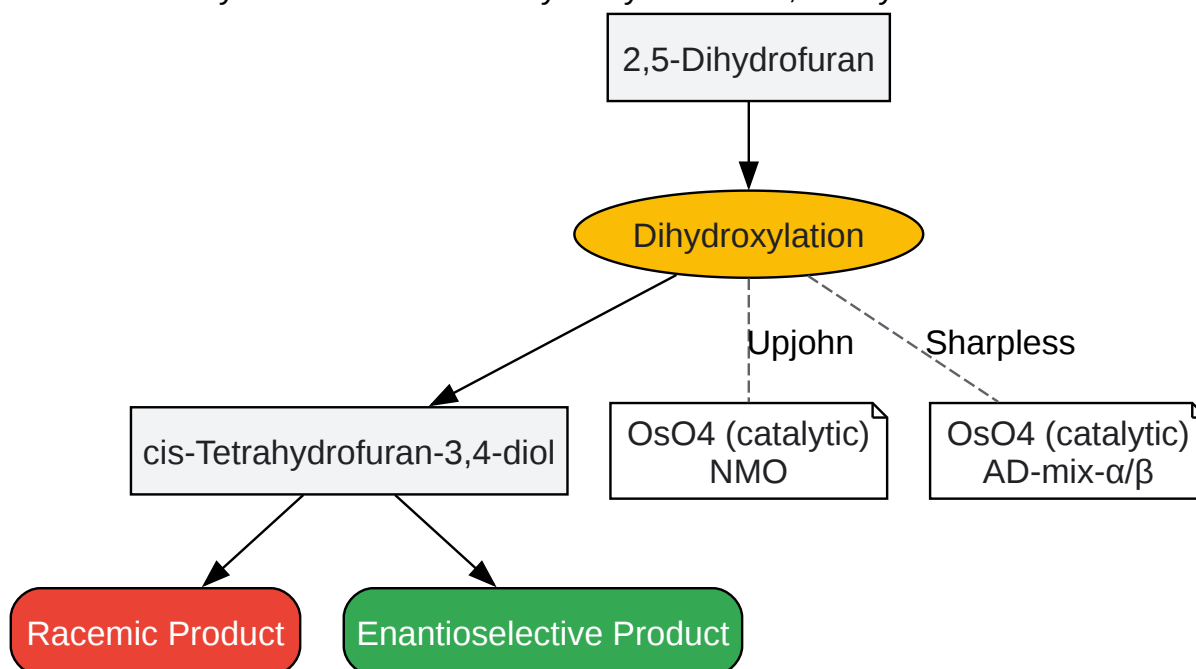 2,5-Dihydrofuran
Dihydroxylation
Upjohn
Sharpless
cis-Tetrahydrofuran-3,4-diol
OsO4 (catalytic)
NMO
OsO4 (catalytic)
AD-mix-α/β
Racemic Product
Enantioselective Product